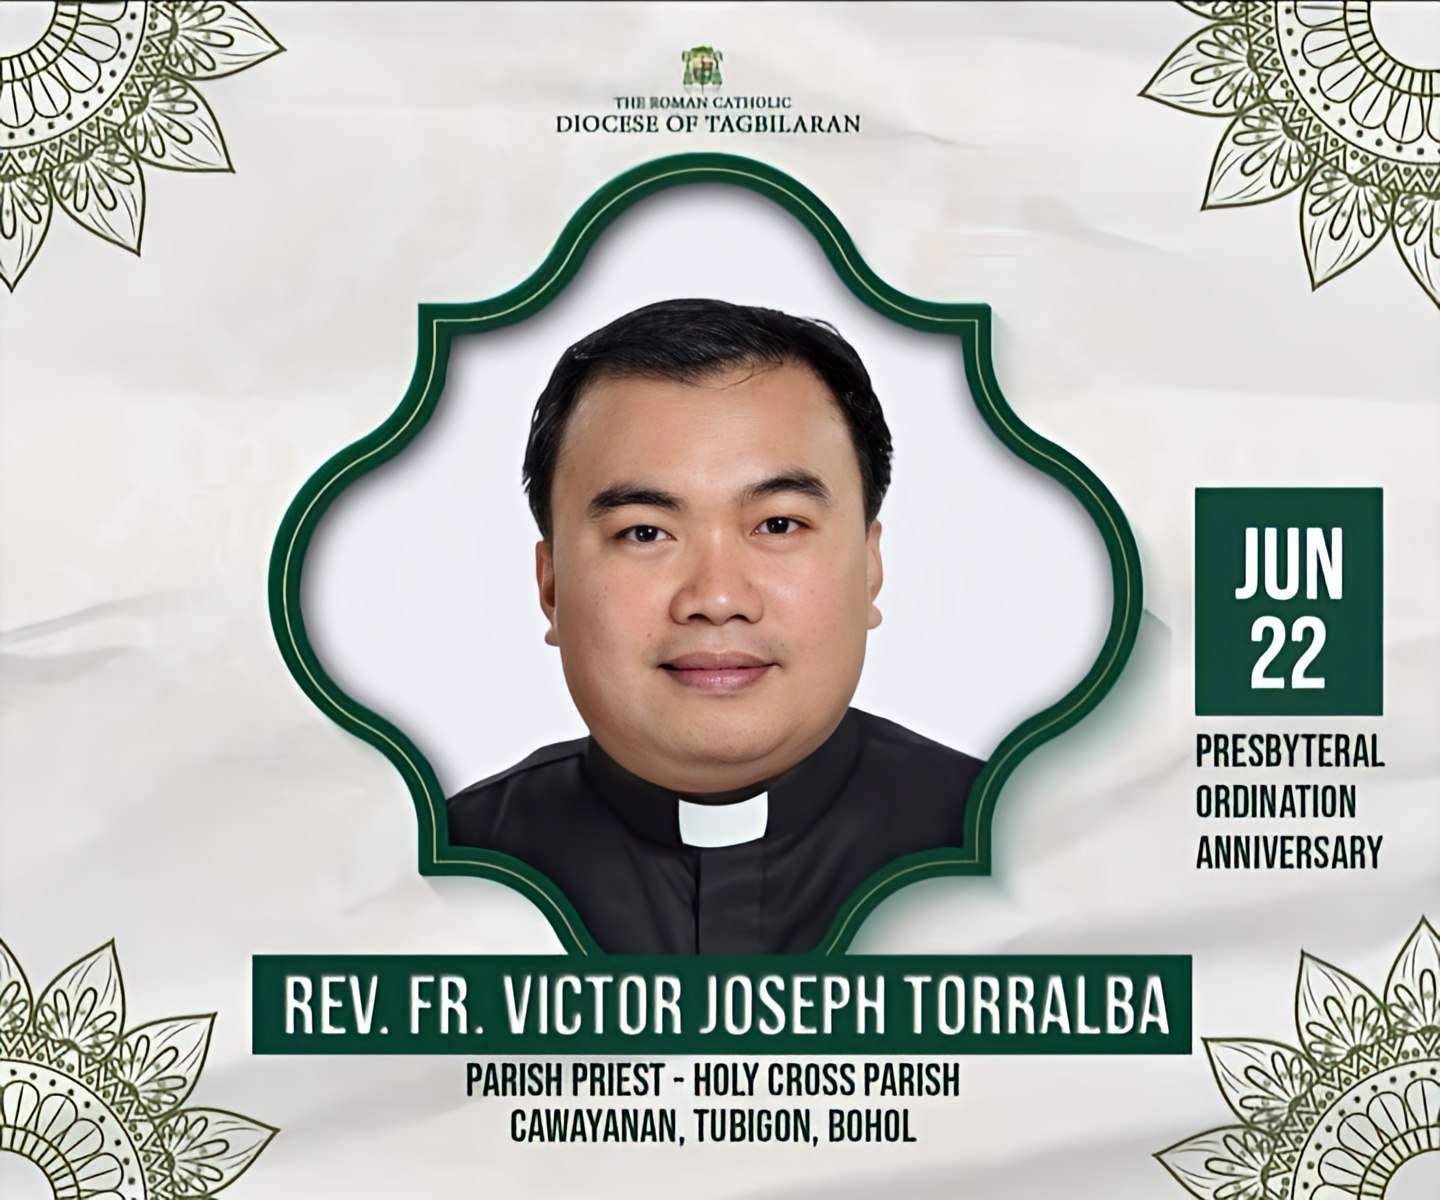 THE ROMAN CATHOLIC
DIOCESE OF TAGBILARAN
JUN
22
PRESBYTERAL
ORDINATION
ANNIVERSARY
REV. FR. VICTOR JOSEPH TORRALBA
PARISH PRIEST - HOLY CROSS PARISH
CAWAYANAN, TUBIGON, BOHOL